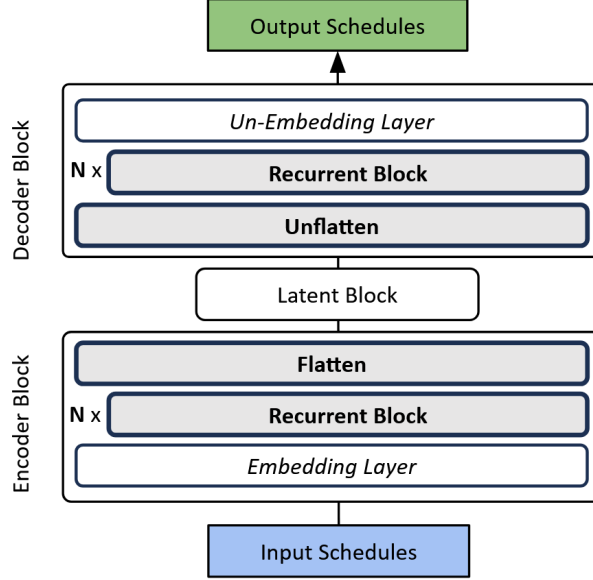 Output Schedules
Decoder Block
Un-Embedding Layer
N x
Recurrent Block
Unflatten
Latent Block
Encoder Block
Flatten
N x
Recurrent Block
Embedding Layer
Input Schedules